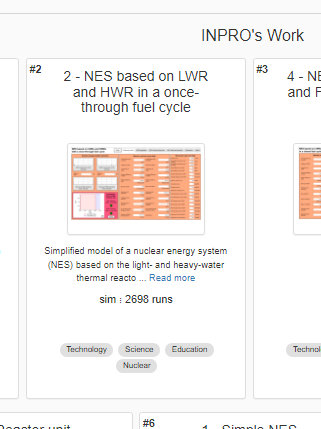 INPRO's Work
#2
2 - NES based on LWR
and HWR in a once-
through fuel cycle
Simplified model of a nuclear energy system
(NES) based on the light- and heavy-water
thermal reacto ... Read more
sim : 2698 runs
Technology Science Education
Nuclear
#3
4 - NE
and F
Technol
#6
1 - Simple NES